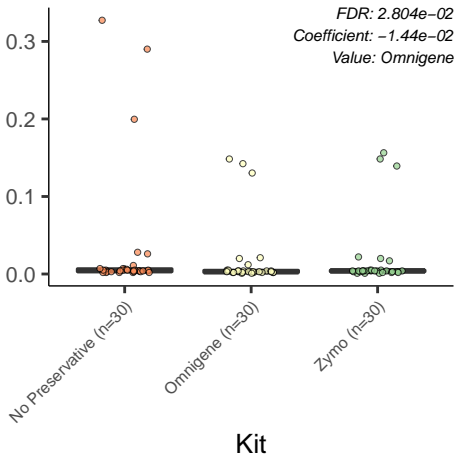 FDR: 2.804e−02
Coefficient: −1.44e−02
Value: Omnigene
0.3
0.2
0.1
0.0
No Preservative (n=30)
Omnigene (n=30)
Zymo (n=30)
Kit